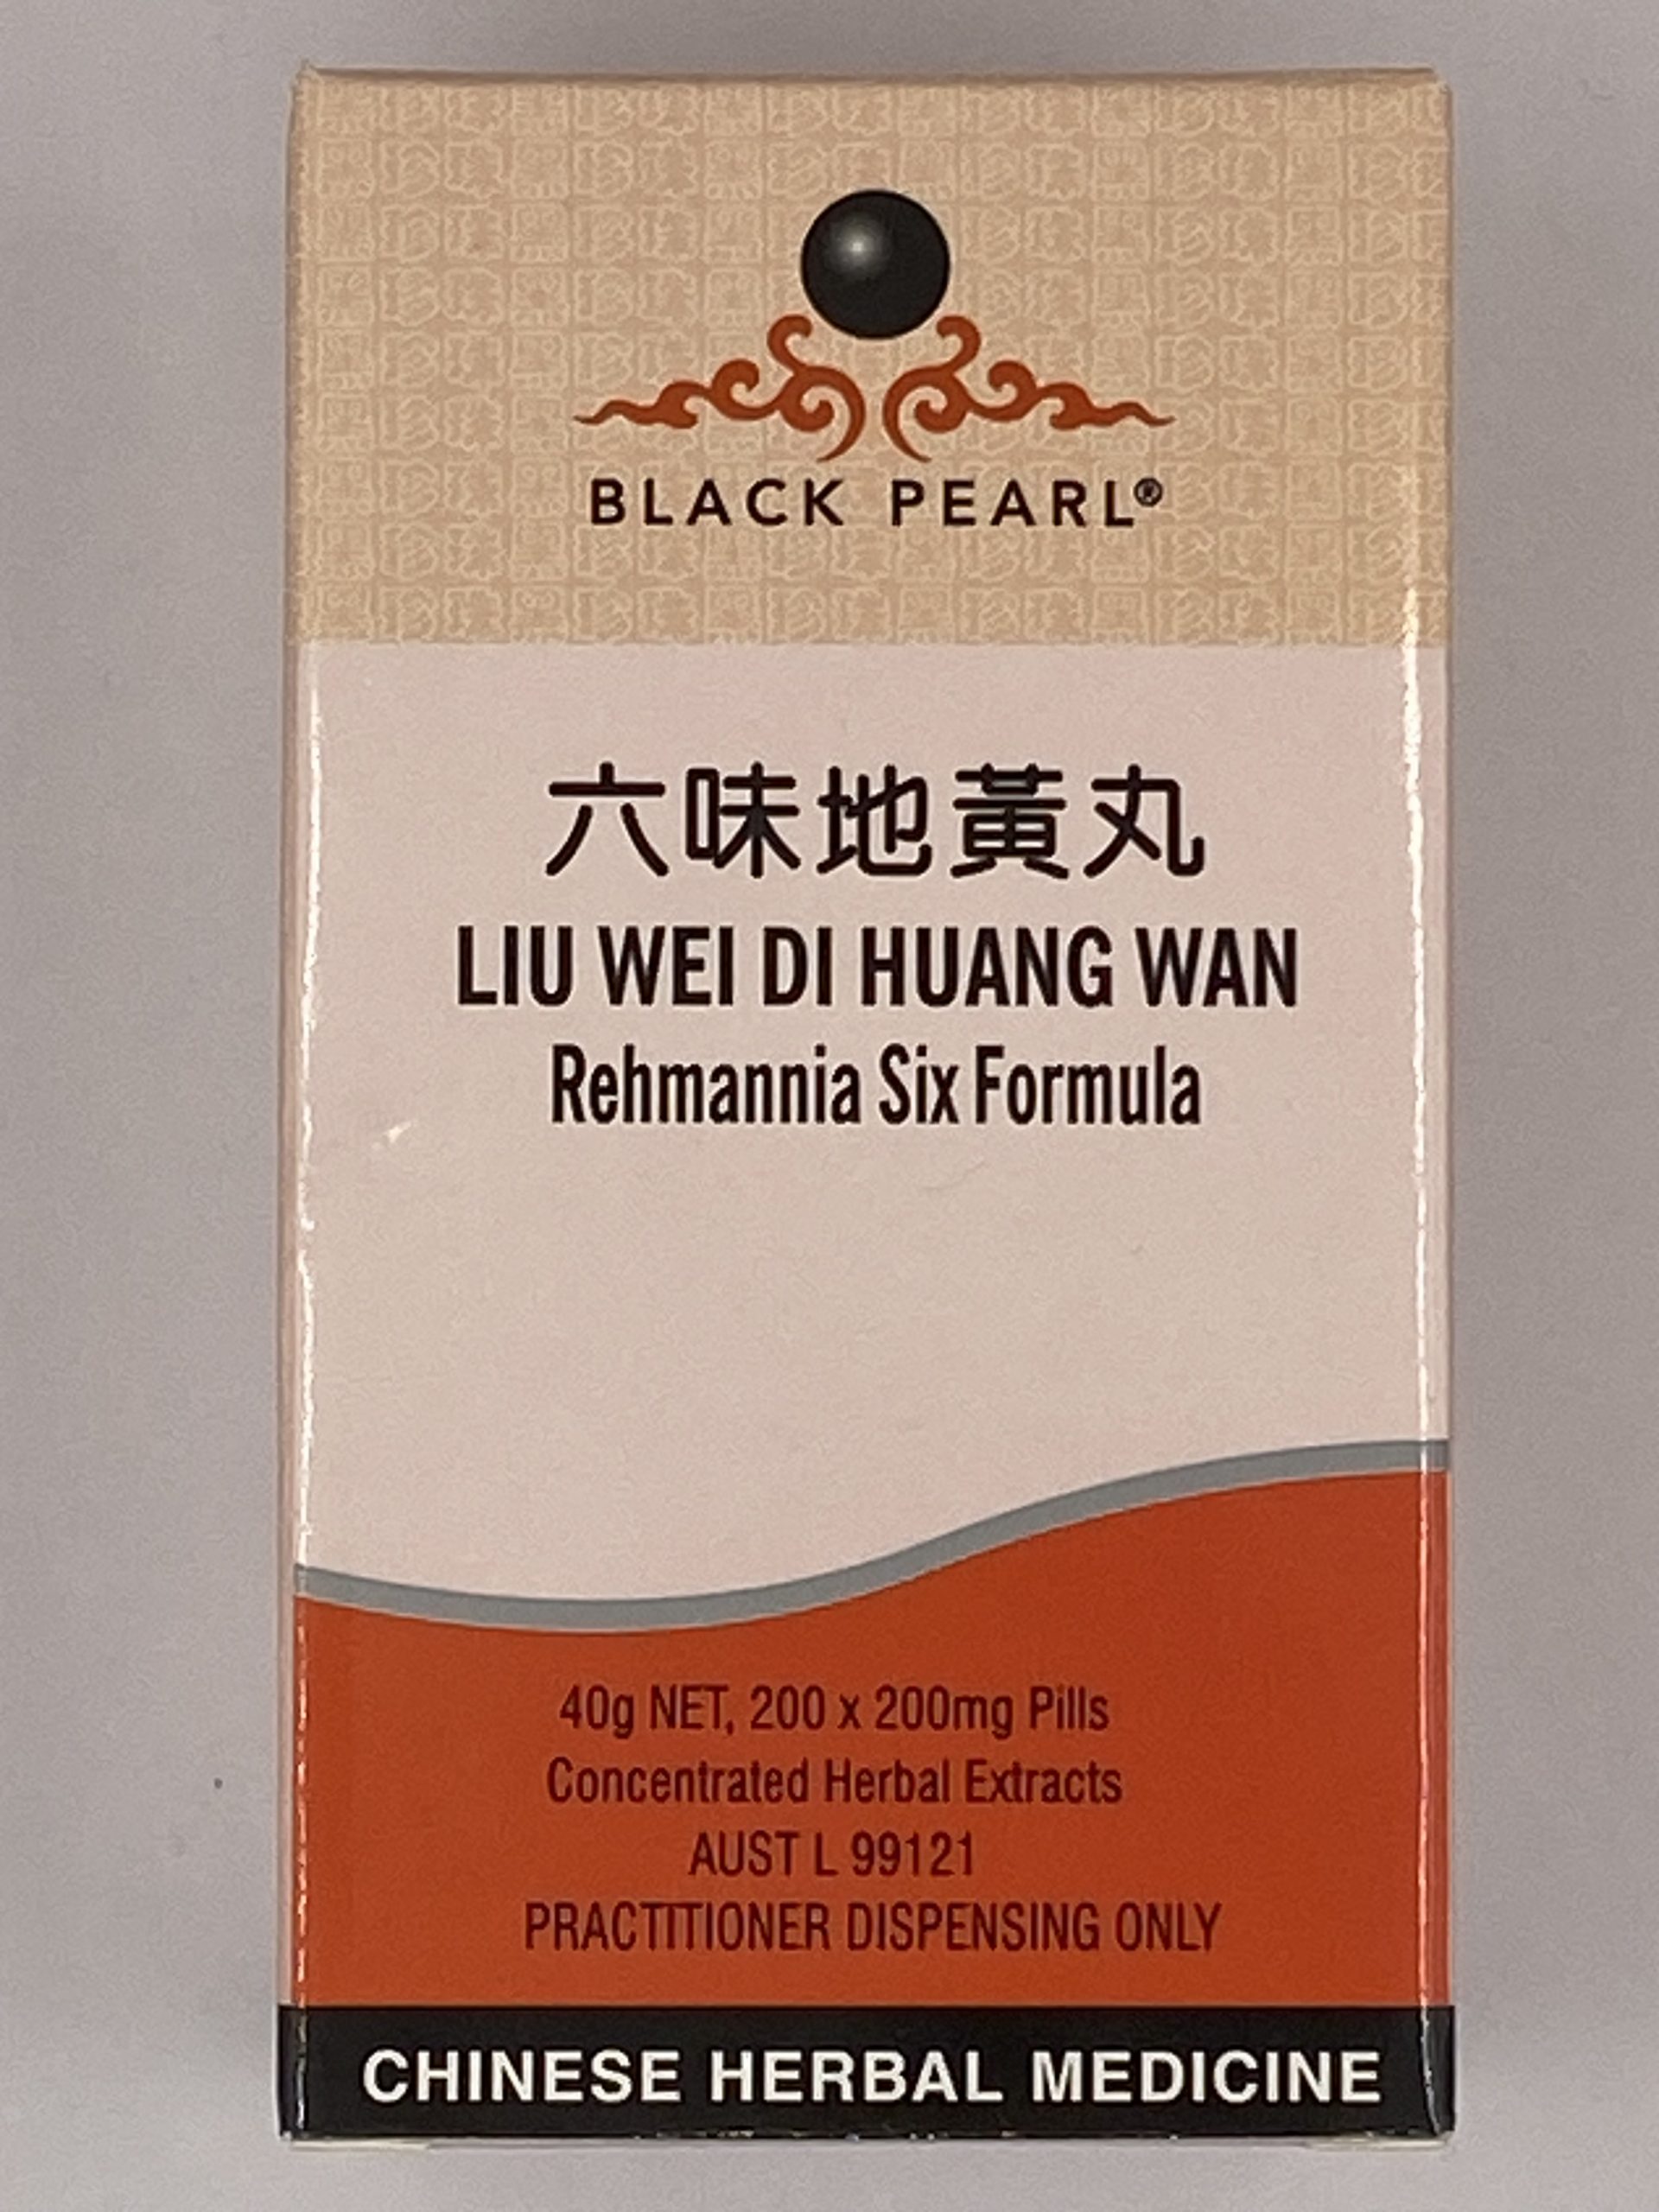 BLACK PEARL®
六味地黃丸
LIU WEI DI HUANG WAN
Rehmannia Six Formula
40g NET, 200 x 200mg Pills
Concentrated Herbal Extracts
AUST L 99121
PRACTITIONER DISPENSING ONLY
CHINESE HERBAL MEDICINE